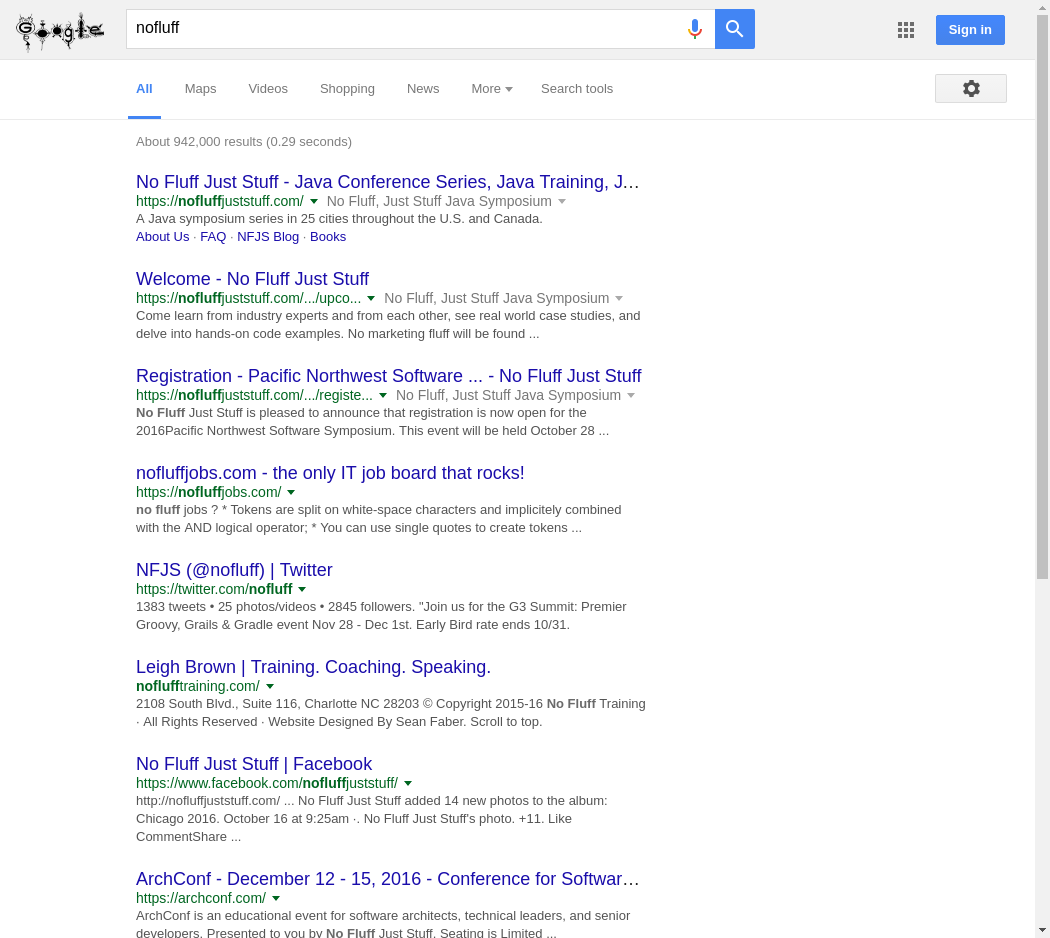 Google
nofluff
Sign in
All Maps Videos Shopping News More Search tools
About 942,000 results (0.29 seconds)
No Fluff Just Stuff - Java Conference Series, Java Training, J...
https://nofluffjuststuff.com/ No Fluff, Just Stuff Java Symposium
A Java symposium series in 25 cities throughout the U.S. and Canada.
About Us · FAQ · NFJS Blog · Books
Welcome - No Fluff Just Stuff
https://nofluffjuststuff.com/.../upco... No Fluff, Just Stuff Java Symposium
Come learn from industry experts and from each other, see real world case studies, and
delve into hands-on code examples. No marketing fluff will be found ...
Registration - Pacific Northwest Software ... - No Fluff Just Stuff
https://nofluffjuststuff.com/.../registe... No Fluff, Just Stuff Java Symposium
No Fluff Just Stuff is pleased to announce that registration is now open for the
2016Pacific Northwest Software Symposium. This event will be held October 28 ...
nofluffjobs.com - the only IT job board that rocks!
https://nofluffjobs.com/
no fluff jobs ? * Tokens are split on white-space characters and implicitely combined
with the AND logical operator; * You can use single quotes to create tokens ...
NFJS (@nofluff) | Twitter
https://twitter.com/nofluff
1383 tweets • 25 photos/videos • 2845 followers. "Join us for the G3 Summit: Premier
Groovy, Grails & Gradle event Nov 28 - Dec 1st. Early Bird rate ends 10/31.
Leigh Brown | Training. Coaching. Speaking.
noflufftraining.com/
2108 South Blvd., Suite 116, Charlotte NC 28203 © Copyright 2015-16 No Fluff Training
· All Rights Reserved · Website Designed By Sean Faber. Scroll to top.
No Fluff Just Stuff | Facebook
https://www.facebook.com/nofluffjuststuff/
http://nofluffjuststuff.com/ ... No Fluff Just Stuff added 14 new photos to the album:
Chicago 2016. October 16 at 9:25am ·. No Fluff Just Stuff's photo. +11. Like
CommentShare ...
ArchConf - December 12 - 15, 2016 - Conference for Softwar...
https://archconf.com/
ArchConf is an educational event for software architects, technical leaders, and senior
developers. Presented to you by No Fluff Just Stuff. Seating is Limited ...